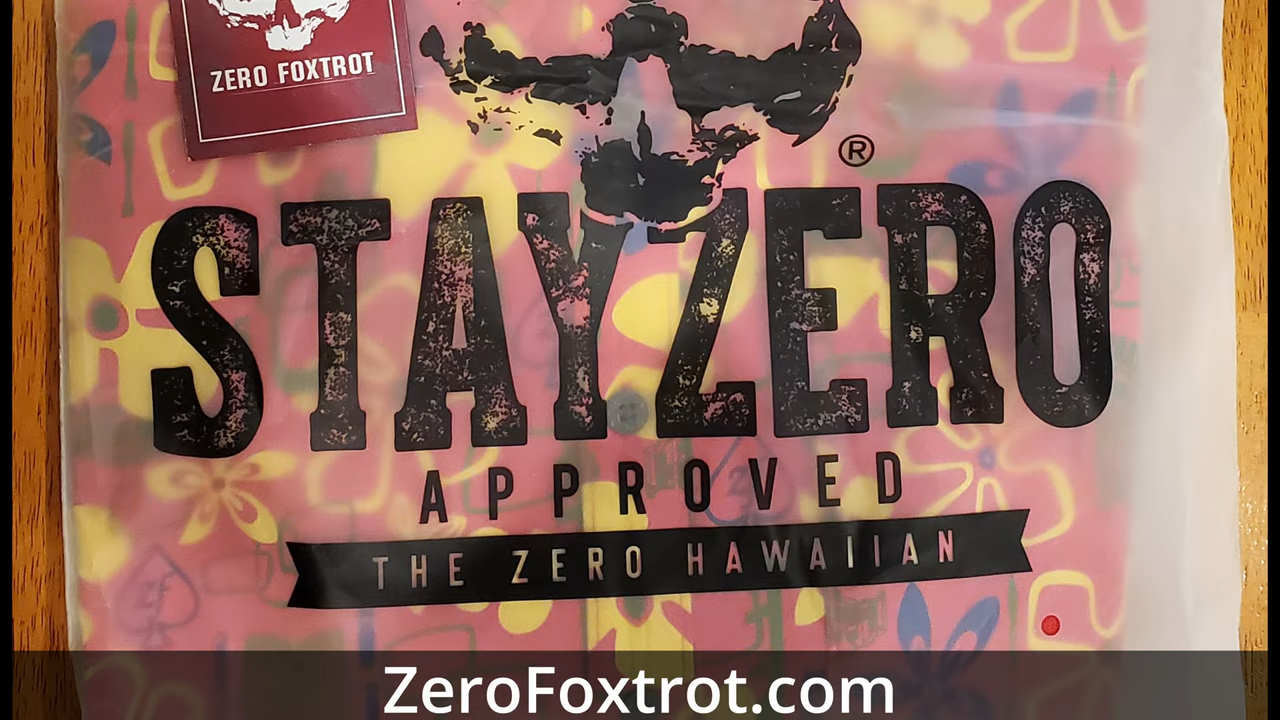 ZERO FOXTROT
®
STAYZERO
APPROVED
THE ZERO HAWAIIAN
ZeroFoxtrot.com